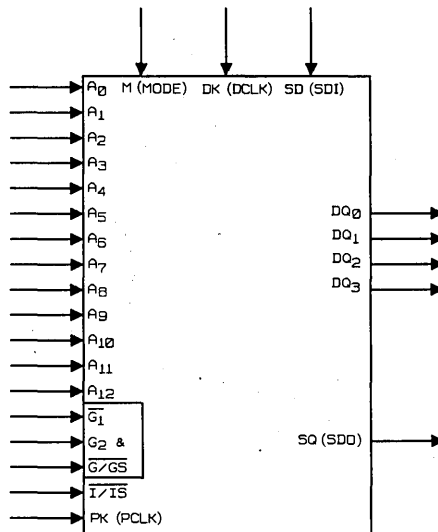 M (MODE) DK (DCLK) SD (SDI)
A0
A1
A2
A3
A4
A5
A6
A7
A8
A9
A10
A11
A12
G1
G2 &
G/GS
I/IS
PK (PCLK)
DQ0
DQ1
DQ2
DQ3
SQ (SDO)